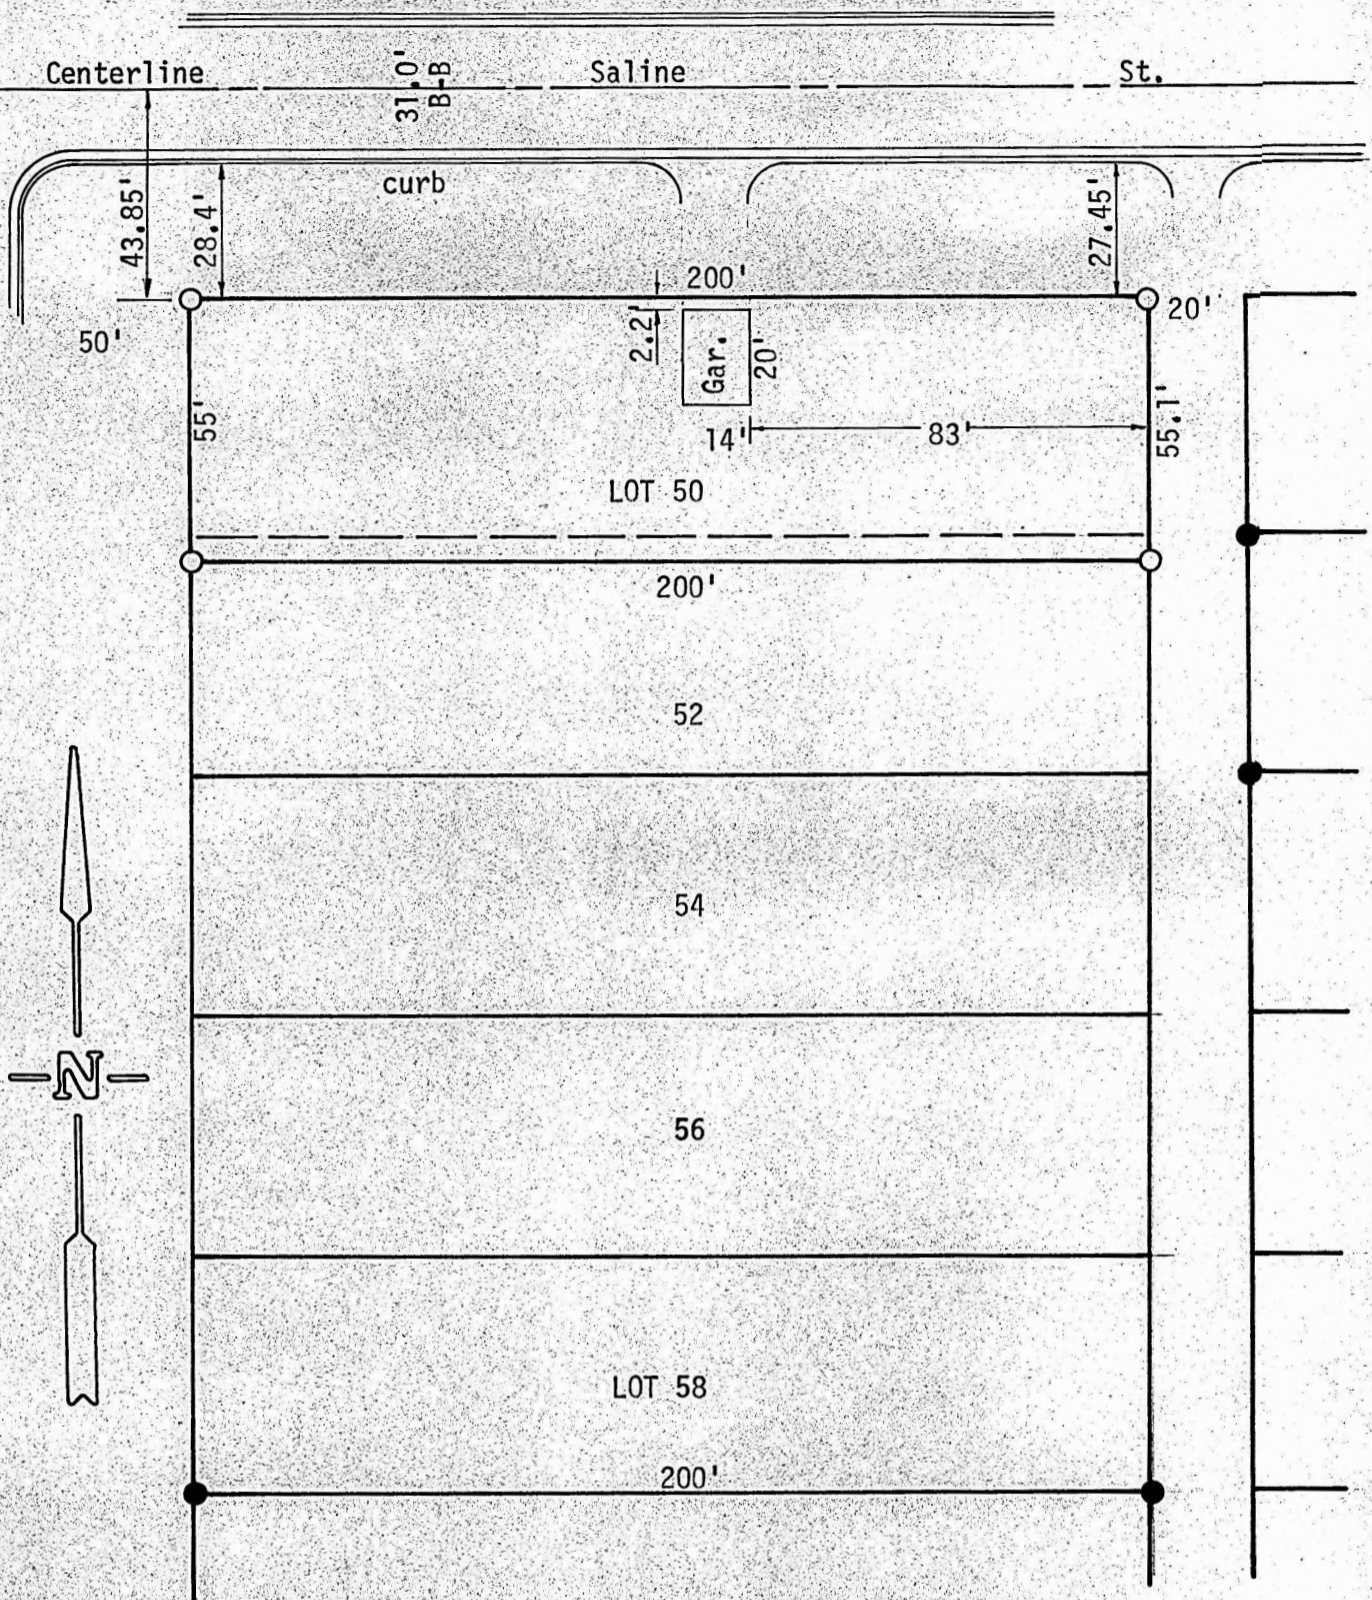 Centerline
31.0'
B-B
Saline
St.
curb
43.85'
28.4'
27.45'
200'
20'
50'
2.2'
Gar.
20'
55'
14'
83'
55.1'
LOT 50
200'
52
54
N
56
LOT 58
200'